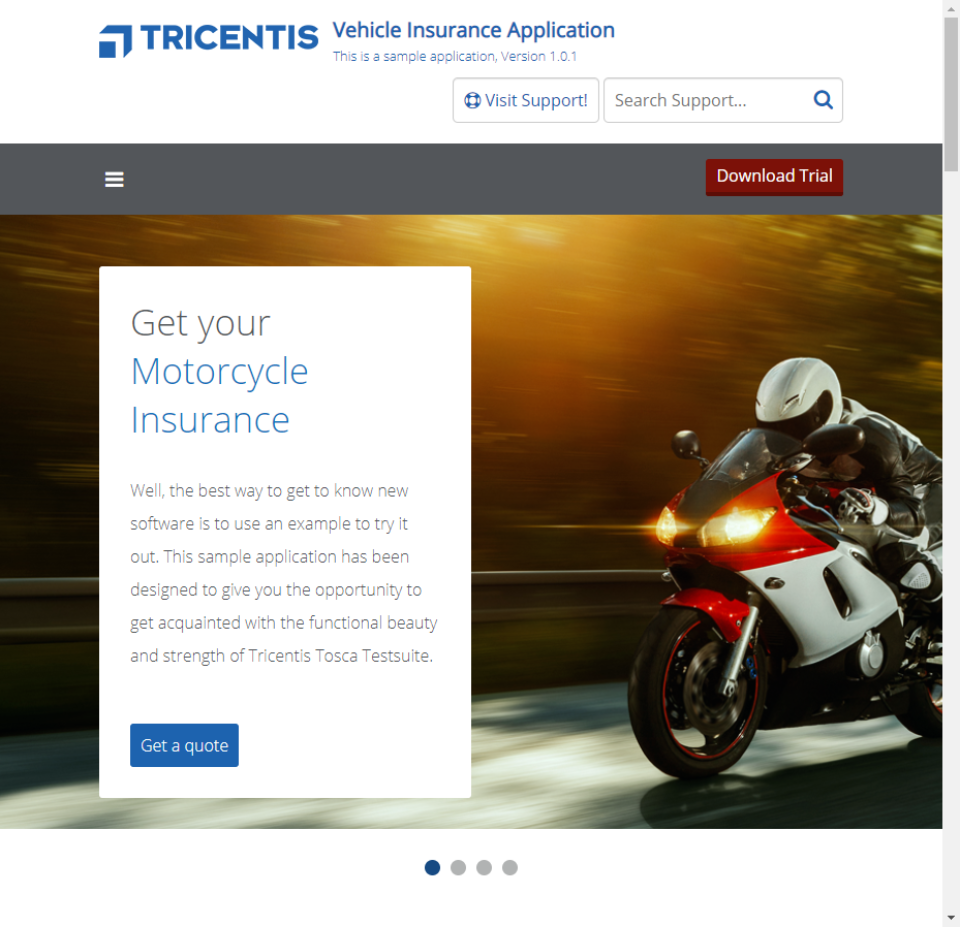 TRICENTIS
Vehicle Insurance Application
This is a sample application, Version 1.0.1
Visit Support!
Search Support...
Download Trial
Get your
Motorcycle
Insurance
Well, the best way to get to know new
software is to use an example to try it
out. This sample application has been
designed to give you the opportunity to
get acquainted with the functional beauty
and strength of Tricentis Tosca Testsuite.
Get a quote